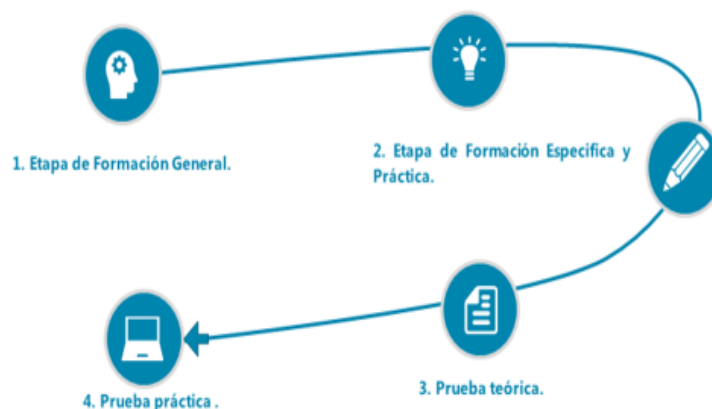 1. Etapa de Formación General.
2. Etapa de Formación Especifica y
Práctica.
3. Prueba teórica.
4. Prueba práctica .